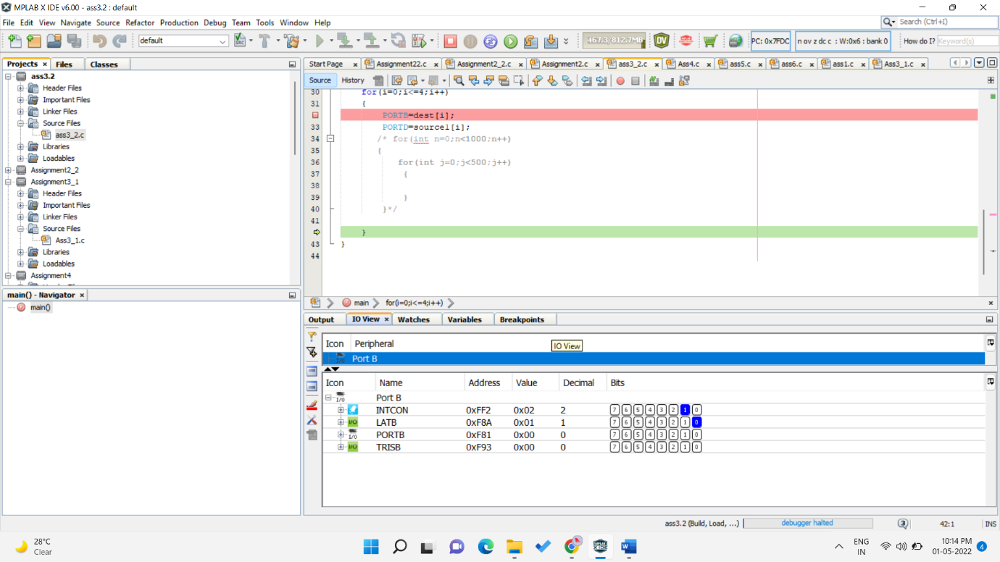 MPLAB X IDE v6.00 - ass3.2 : default
File Edit View Navigate Source Refactor Production Debug Team Tools Window Help
Search (Ctrl+I)
default
467.3/812.7MB
PC: 0x7FDC
n ov z dc c : W:0x6 : bank 0
How do I?
Keyword(s)
Projects
Files
Classes
ass3.2
Header Files
Important Files
Linker Files
Source Files
ass3_2.c
Libraries
Loadables
Assignment2_2
Assignment3_1
Header Files
Important Files
Linker Files
Source Files
Ass3_1.c
Libraries
Loadables
Assignment4
main() - Navigator
main()
Start Page Assignment22.c Assignment2_2.c Assignment2.c ass3_2.c Ass4.c ass5.c ass6.c ass1.c Ass3_1.c
Source History
30 for(i=0;i<=4;i++)
31 {
PORTB=dest[i];
33 PORTD=source1[i];
34 /* for(int n=0;n<1000;n++)
35 {
36 for(int j=0;j<500;j++)
37 {
38
39 }
40 }*/
41
}
43 }
44
main for(i=0;i<=4;i++)
Output IO View Watches Variables Breakpoints
Icon Peripheral
IO View
Port B
Icon Name Address Value Decimal Bits
Port B
INTCON 0xFF2 0x02 2 7 6 5 4 3 2 1 0
LATB 0xF8A 0x01 1 7 6 5 4 3 2 1 0
PORTB 0xF81 0x00 0 7 6 5 4 3 2 1 0
TRISB 0xF93 0x00 0 7 6 5 4 3 2 1 0
ass3.2 (Build, Load, ...) debugger halted 3 42:1 INS
28°C
Clear
ENG
IN
10:14 PM
01-05-2022
4